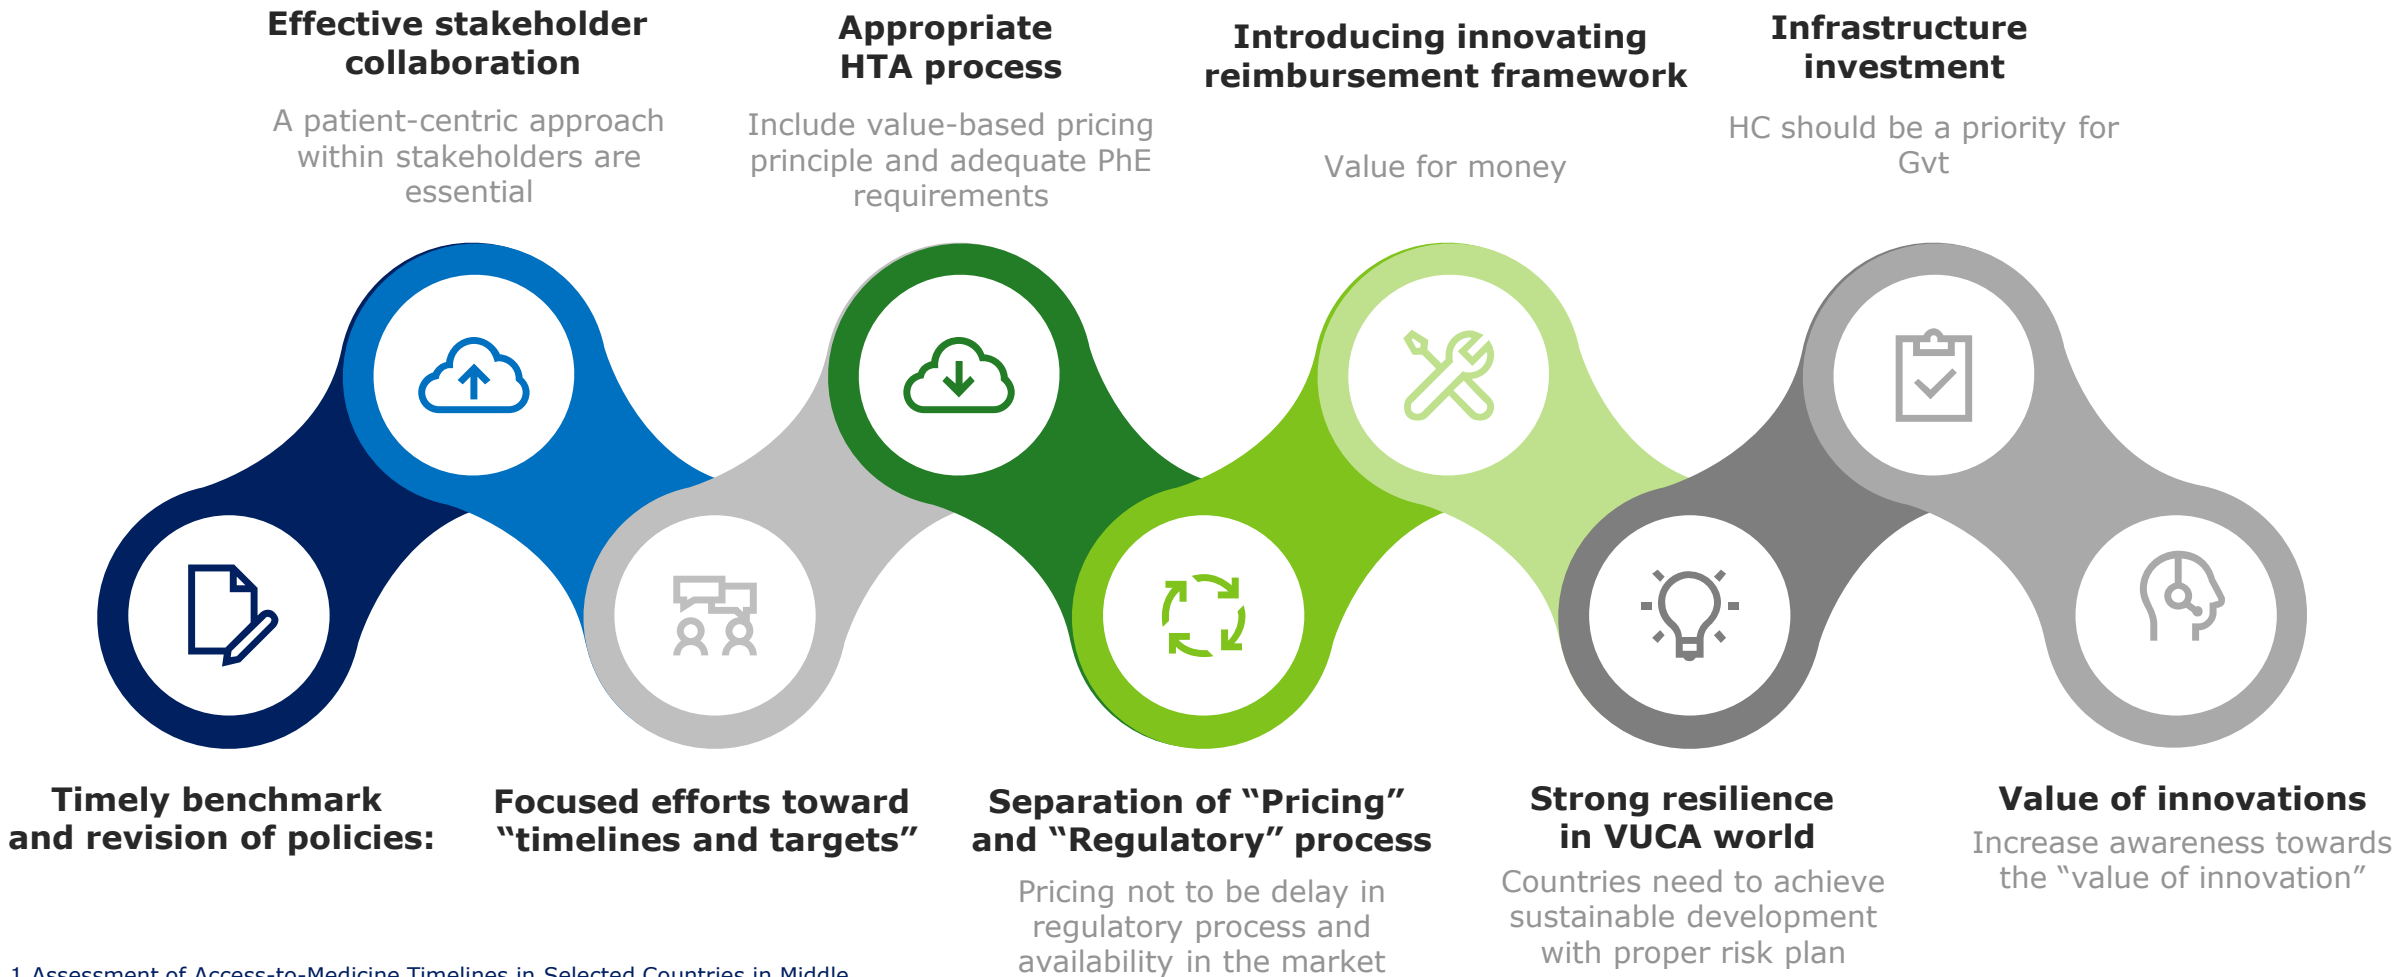 Effective stakeholder
collaboration
A patient-centric approach
within stakeholders are
essential
Appropriate
HTA process
Include value-based pricing
principle and adequate PhE
requirements
Introducing innovating
reimbursement framework
Value for money
Infrastructure
investment
HC should be a priority for
Gvt
Timely benchmark
and revision of policies:
Focused efforts toward
“timelines and targets”
Separation of “Pricing”
and “Regulatory” process
Pricing not to be delay in
regulatory process and
availability in the market
Strong resilience
in VUCA world
Countries need to achieve
sustainable development
with proper risk plan
Value of innovations
Increase awareness towards
the “value of innovation”
1 Assessment of Access-to-Medicine Timelines in Selected Countries in Middle